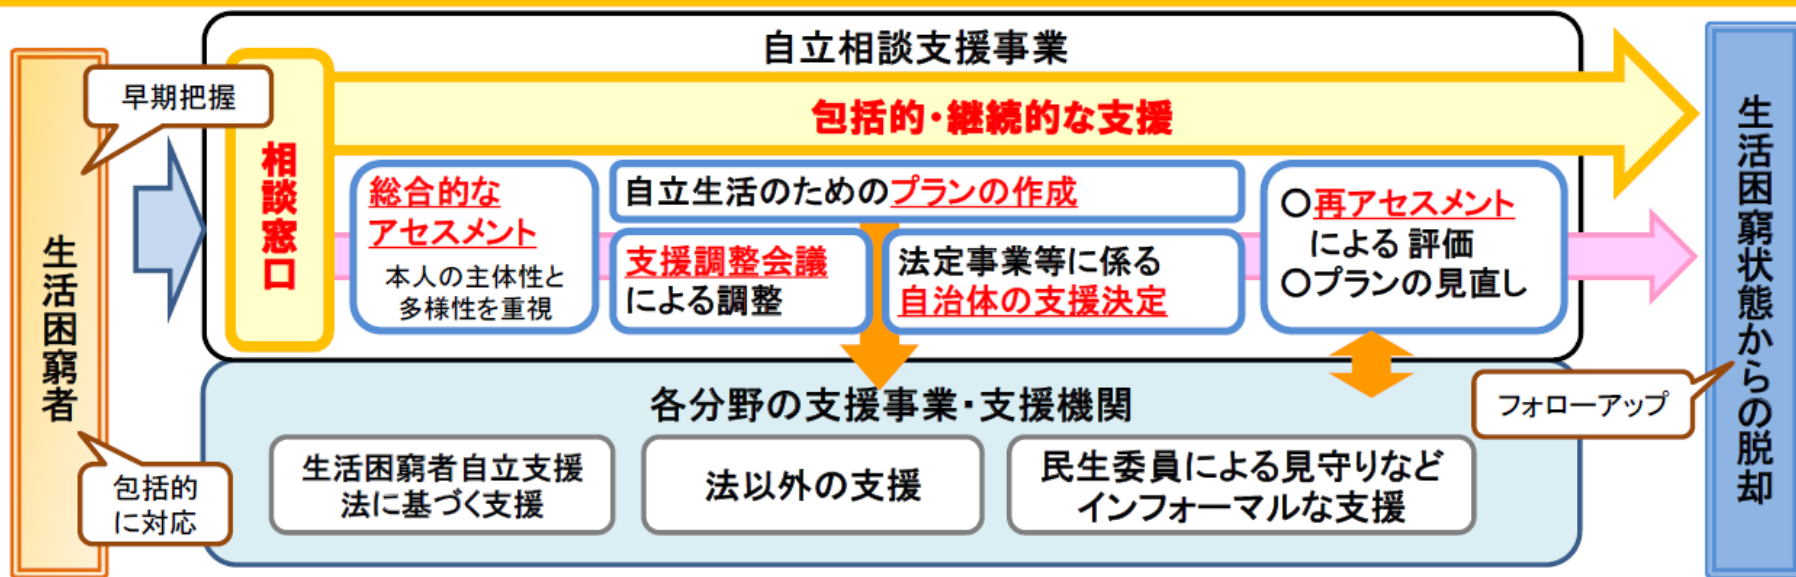 自立相談支援事業
早期把握
包括的・継続的な支援
相談窓口
生活困窮者
総合的な
アセスメント
本人の主体性と
多様性を重視
自立生活のためのプランの作成
支援調整会議
による調整
法定事業等に係る
自治体の支援決定
○再アセスメント
による 評価
○プランの見直し
生活困窮状態からの脱却
フォローアップ
包括的
に対応
各分野の支援事業・支援機関
生活困窮者自立支援
法に基づく支援
法以外の支援
民生委員による見守りなど
インフォーマルな支援